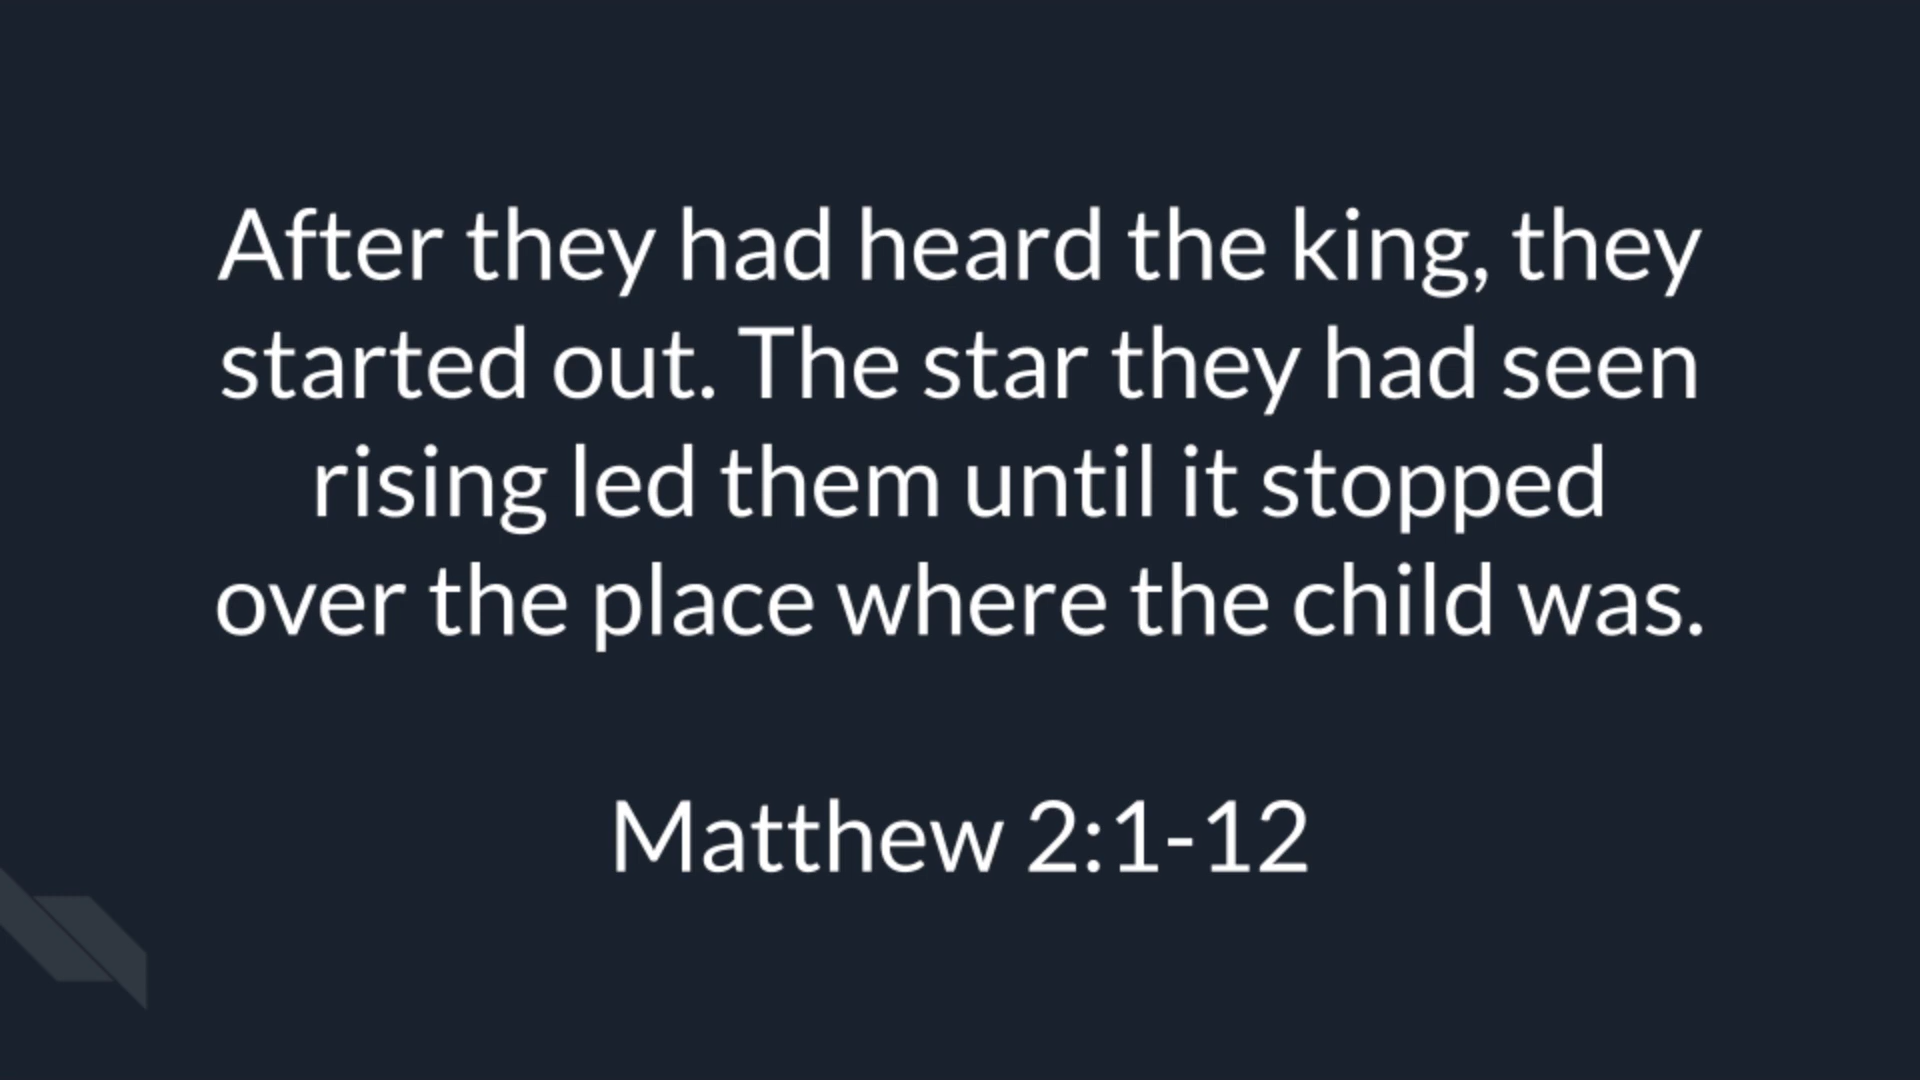 After they had heard the king, they
started out. The star they had seen
rising led them until it stopped
over the place where the child was.
Matthew 2:1-12